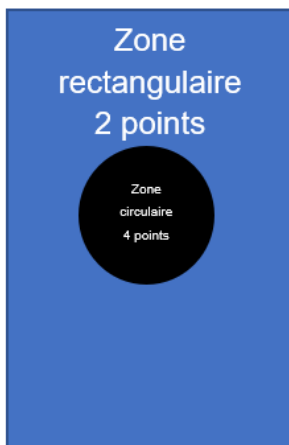 Zone
rectangulaire
2 points
Zone
circulaire
4 points